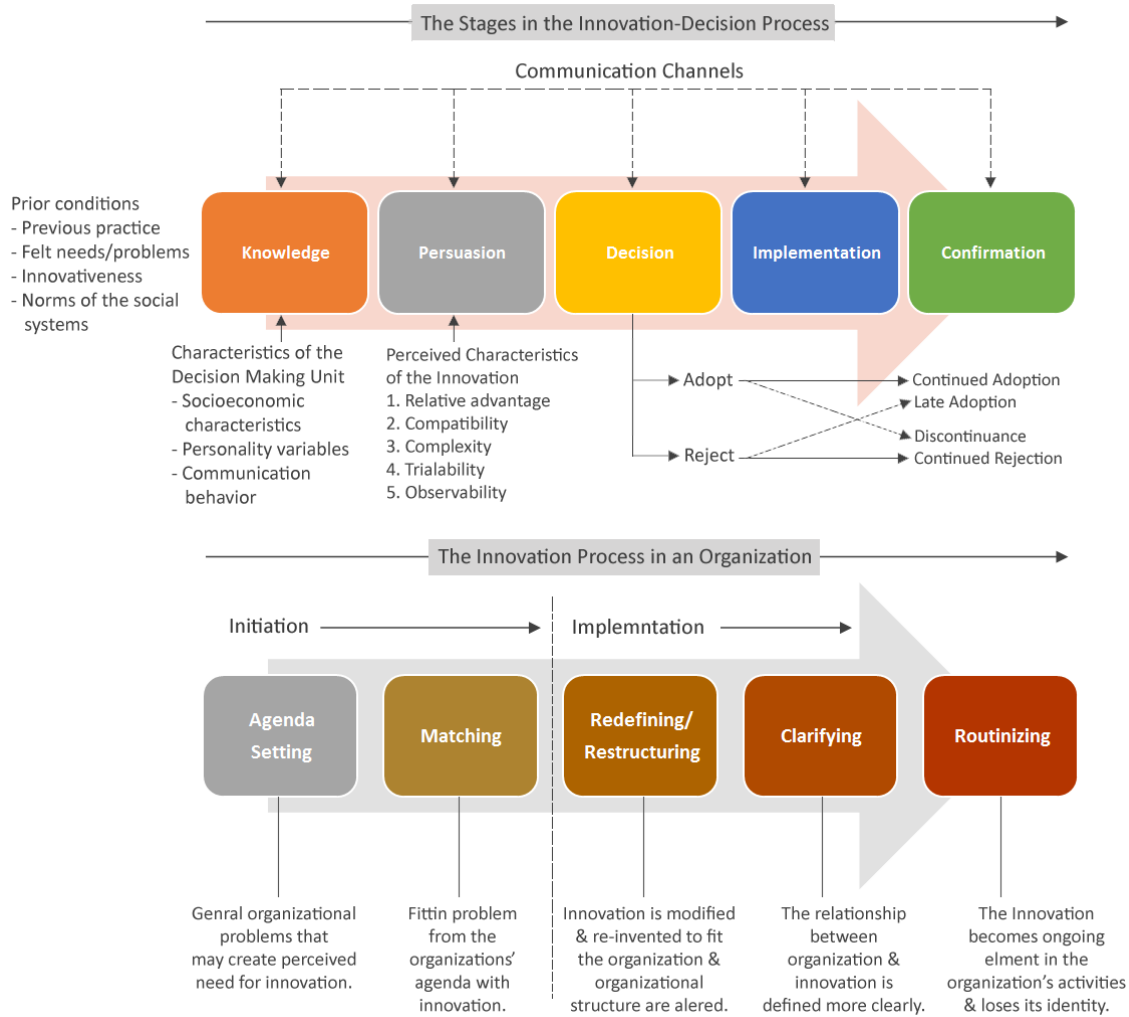 The Stages in the Innovation-Decision Process
Communication Channels
Prior conditions
- Previous practice
- Felt needs/problems
- Innovativeness
- Norms of the social
systems
Knowledge
Persuasion
Decision
Implementation
Confirmation
Characteristics of the
Decision Making Unit
- Socioeconomic
characteristics
- Personality variables
- Communication
behavior
Perceived Characteristics
of the Innovation
1. Relative advantage
2. Compatibility
3. Complexity
4. Trialability
5. Observability
Adopt
Reject
Continued Adoption
Late Adoption
Discontinuance
Continued Rejection
The Innovation Process in an Organization
Initiation
Implemntation
Agenda
Setting
Matching
Redefining/
Restructuring
Clarifying
Routinizing
Genral organizational
problems that
may create perceived
need for innovation.
Fittin problem
from the
organizations'
agenda with
innovation.
Innovation is modified
& re-invented to fit
the organization &
organizational
structure are alered.
The relationship
between
organization &
innovation is
defined more clearly.
The Innovation
becomes ongoing
elment in the
organization's activities
& loses its identity.